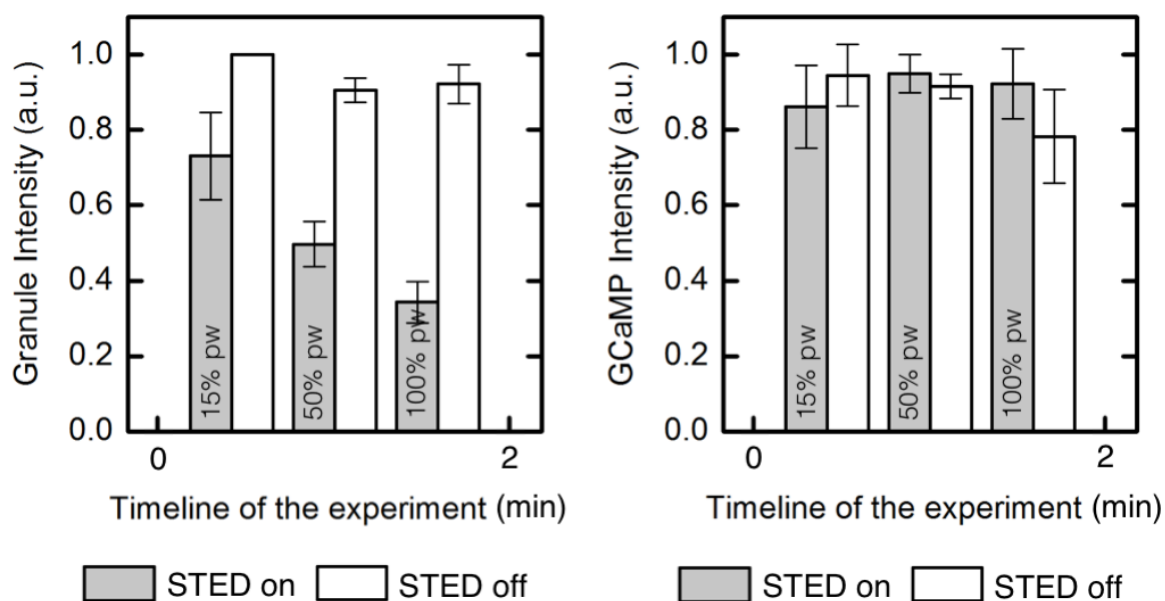 Granule Intensity (a.u.)
1.0
0.8
0.6
0.4
0.2
0.0
15% pw
50% pw
100% pw
0
2
Timeline of the experiment (min)
STED on
STED off
GCaMP Intensity (a.u.)
1.0
0.8
0.6
0.4
0.2
0.0
15% pw
50% pw
100% pw
0
2
Timeline of the experiment (min)
STED on
STED off